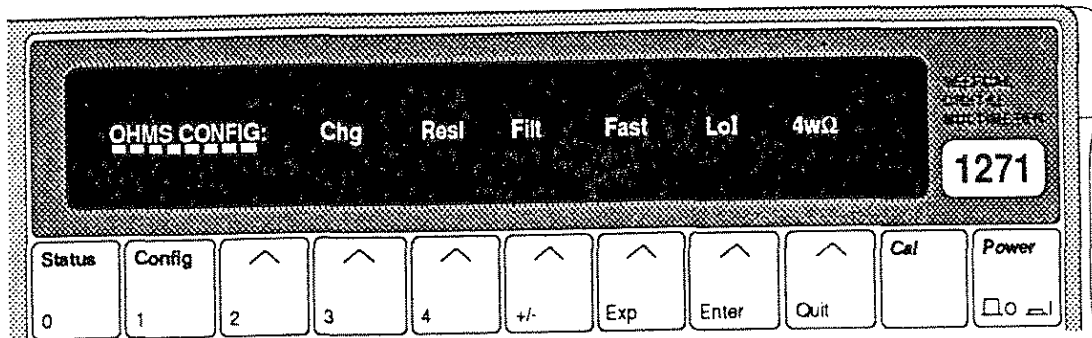 OHMS CONFIG: Chg Resl Filt Fast LoI 4wΩ
1271
Status Config Cal Power
0 1 2 3 4 +/- Exp Enter Quit